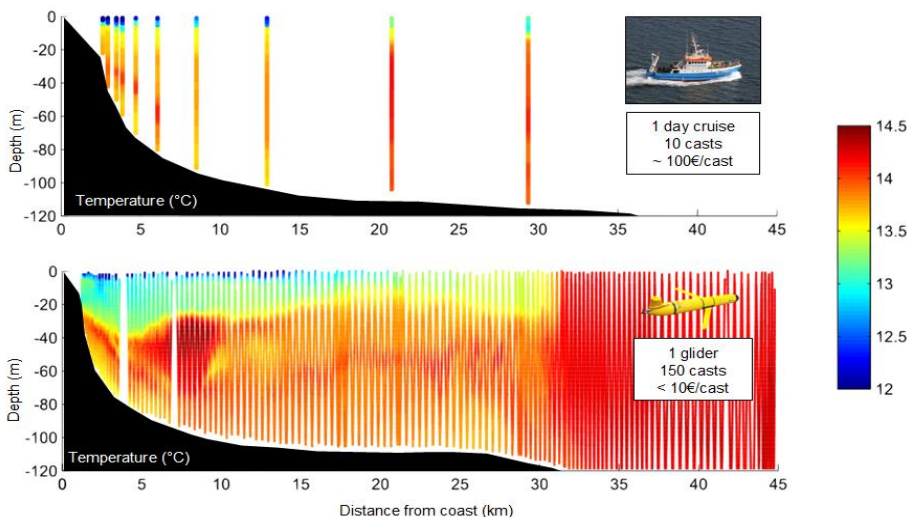 -0
-20
-40
-60
-80
-100
-120
Depth (m)
Temperature (°C)
1 day cruise
10 casts
~ 100€/cast
0 5 10 15 20 25 30 35 40 45
14.5
14
13.5
13
12.5
12
0
-20
-40
-60
-80
-100
-120
Depth (m)
Temperature (°C)
1 glider
150 casts
< 10€/cast
0 5 10 15 20 25 30 35 40 45
Distance from coast (km)